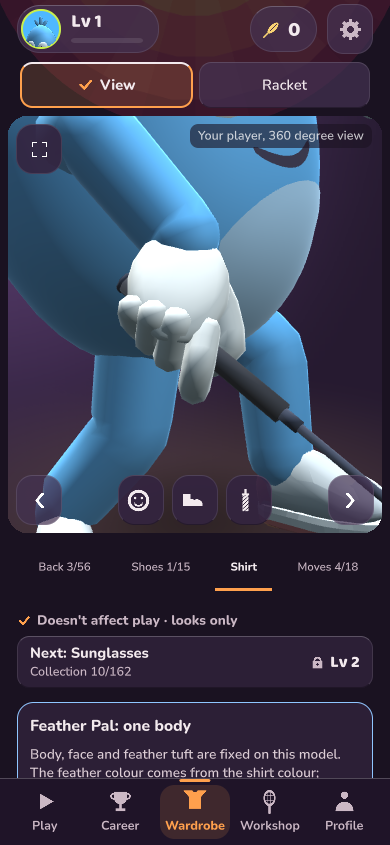 Lv 1
0
View
Racket
Your player, 360 degree view
Back 3/56
Shoes 1/15
Shirt
Moves 4/18
Doesn't affect play · looks only
Next: Sunglasses
Collection 10/162
Lv 2
Feather Pal: one body
Body, face and feather tuft are fixed on this model.
The feather colour comes from the shirt colour;
Play
Career
Wardrobe
Workshop
Profile